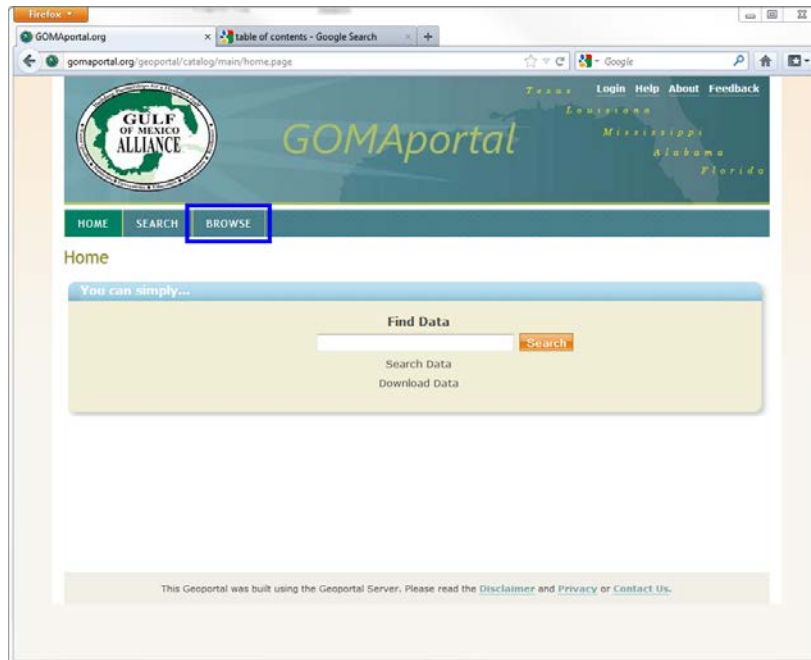 Firefox
GOMAportal.org
table of contents - Google Search
gomaportal.org/geoportal/catalog/main/home.page
Google
Login Help About Feedback
Texas
Louisiana
Mississippi
Alabama
Florida
GULF
OF MEXICO
ALLIANCE
GOMAportal
HOME SEARCH BROWSE
Home
You can simply...
Find Data
Search
Search Data
Download Data
This Geoportal was built using the Geoportal Server. Please read the Disclaimer and Privacy or Contact Us.